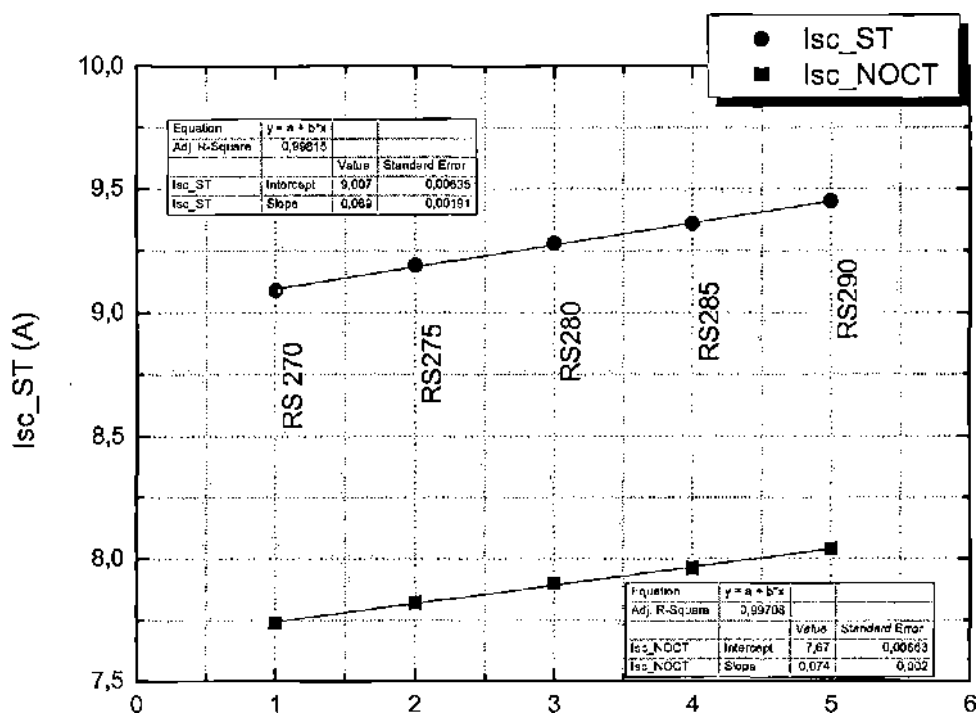 Isc_ST
Isc_NOCT
10,0
9,5
9,0
8,5
8,0
7,5
Isc_ST (A)
Equation y = a + b*x
Adj. R-Square 0,99815
Value Standard Error
Isc_ST Intercept 9,007 0,00635
Isc_ST Slope 0,089 0,00191
RS 270
RS275
RS280
RS285
RS290
Equation y = a + b*x
Adj. R-Square 0,99708
Value Standard Error
Isc_NOCT Intercept 7,67 0,00663
Isc_NOCT Slope 0,074 0,002
0 1 2 3 4 5 6